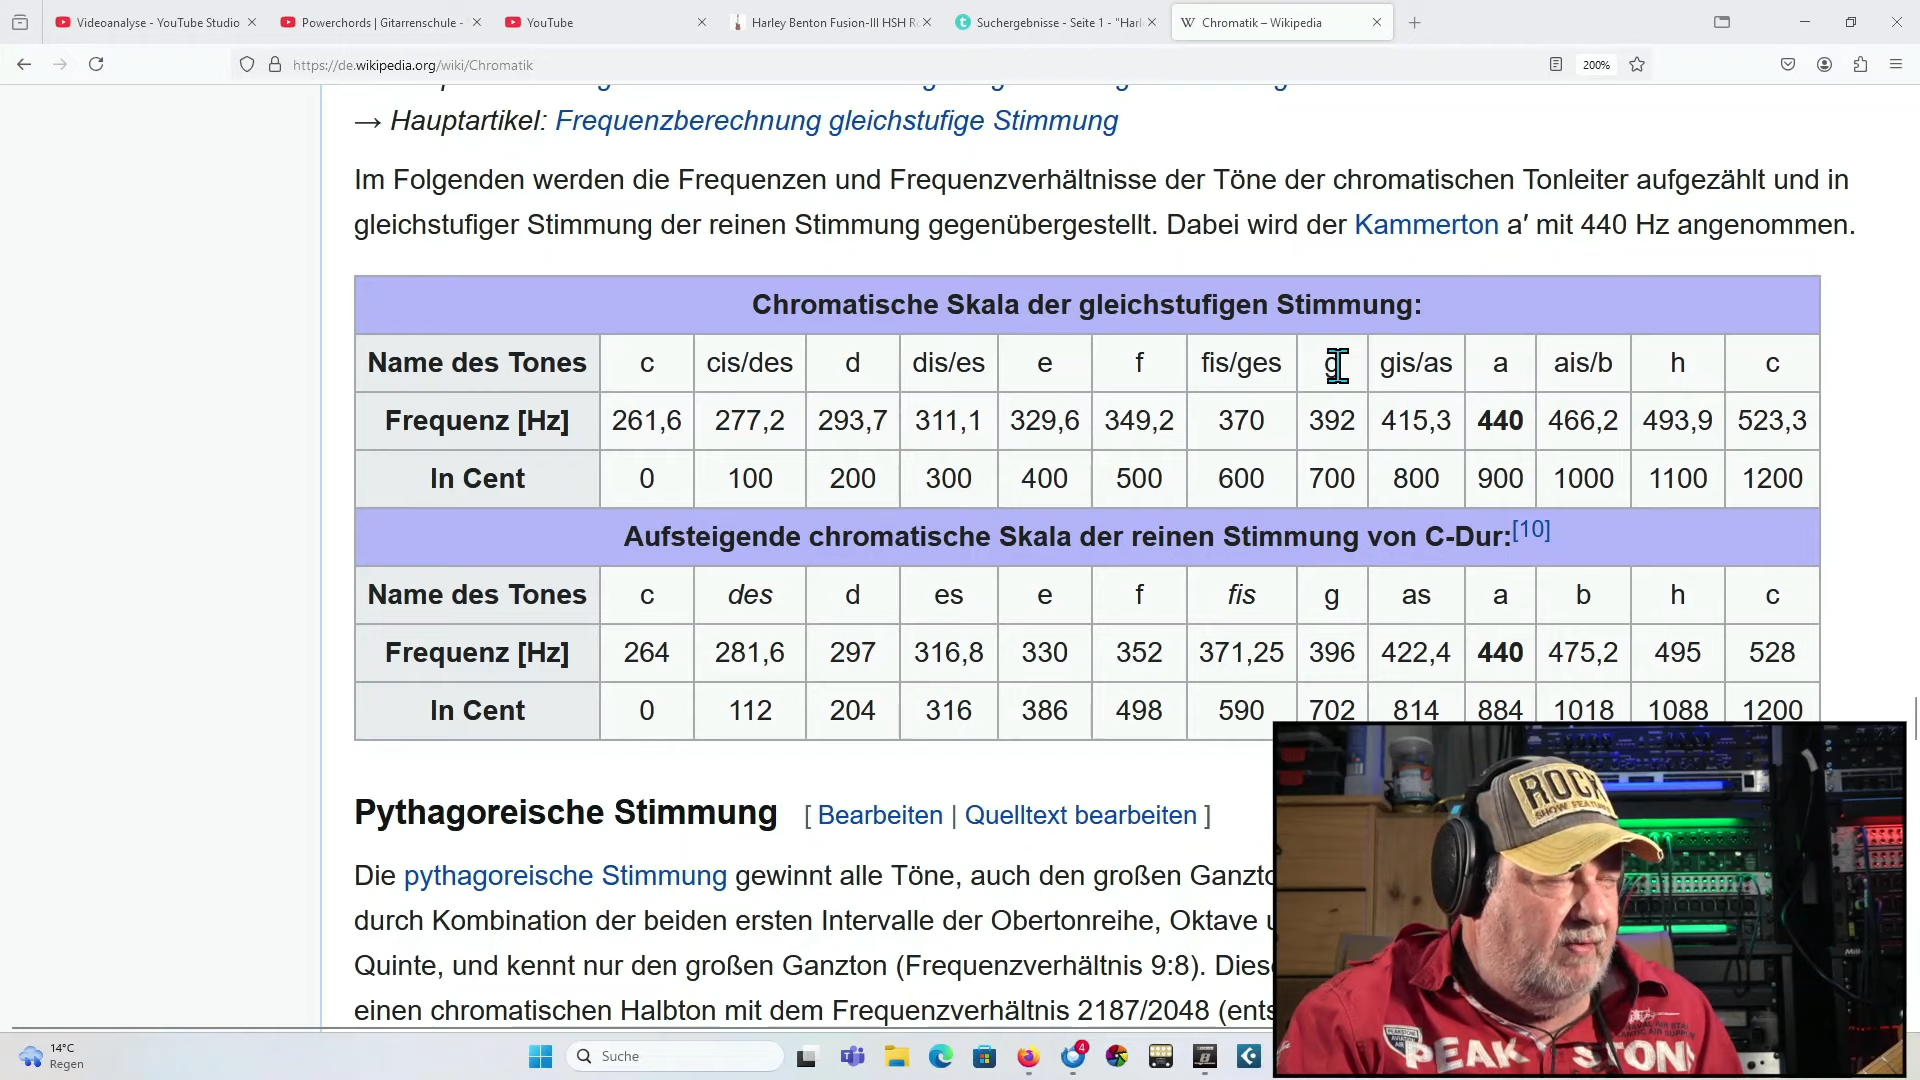 Videoanalyse - YouTube Studio
Powerchords | Gitarrenschule -
YouTube
Harley Benton Fusion-III HSH R
Suchergebnisse - Seite 1 - "Harl
Chromatik – Wikipedia
https://de.wikipedia.org/wiki/Chromatik
200%
→ Hauptartikel: Frequenzberechnung gleichstufige Stimmung
Im Folgenden werden die Frequenzen und Frequenzverhältnisse der Töne der chromatischen Tonleiter aufgezählt und in
gleichstufiger Stimmung der reinen Stimmung gegenübergestellt. Dabei wird der Kammerton a′ mit 440 Hz angenommen.
Chromatische Skala der gleichstufigen Stimmung:
Name des Tones c cis/des d dis/es e f fis/ges g gis/as a ais/b h c
Frequenz [Hz] 261,6 277,2 293,7 311,1 329,6 349,2 370 392 415,3 440 466,2 493,9 523,3
In Cent 0 100 200 300 400 500 600 700 800 900 1000 1100 1200
Aufsteigende chromatische Skala der reinen Stimmung von C-Dur:[10]
Name des Tones c des d es e f fis g as a b h c
Frequenz [Hz] 264 281,6 297 316,8 330 352 371,25 396 422,4 440 475,2 495 528
In Cent 0 112 204 316 386 498 590 702 814 884 1018 1088 1200
Pythagoreische Stimmung [ Bearbeiten | Quelltext bearbeiten ]
Die pythagoreische Stimmung gewinnt alle Töne, auch den großen Ganzto
durch Kombination der beiden ersten Intervalle der Obertonreihe, Oktave u
Quinte, und kennt nur den großen Ganzton (Frequenzverhältnis 9:8). Diese
einen chromatischen Halbton mit dem Frequenzverhältnis 2187/2048 (ents
ROCK
SHOW FEATU
PEAK STON
14°C
Regen
Suche
4